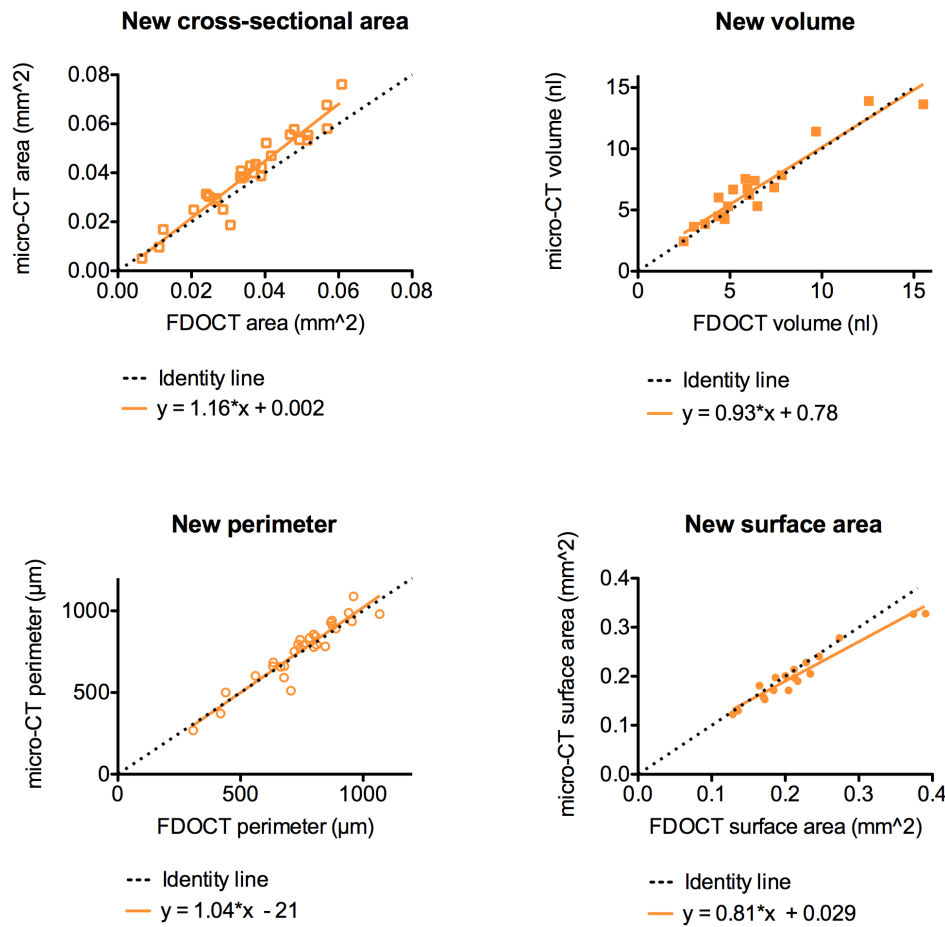 New cross-sectional area
micro-CT area (mm^2)
0.08
0.06
0.04
0.02
0.00
0.00 0.02 0.04 0.06 0.08
FDOCT area (mm^2)
Identity line
y = 1.16*x + 0.002
New volume
micro-CT volume (nl)
15
10
5
0
0 5 10 15
FDOCT volume (nl)
Identity line
y = 0.93*x + 0.78
New perimeter
micro-CT perimeter (µm)
1000
500
0
0 500 1000
FDOCT perimeter (µm)
Identity line
y = 1.04*x - 21
New surface area
micro-CT surface area (mm^2)
0.4
0.3
0.2
0.1
0.0
0.0 0.1 0.2 0.3 0.4
FDOCT surface area (mm^2)
Identity line
y = 0.81*x + 0.029